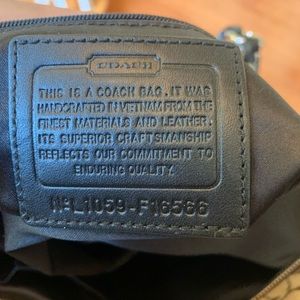 COACH
THIS IS A COACH BAG. IT WAS
HANDCRAFTED IN VIETNAM FROM THE
FINEST MATERIALS AND LEATHER.
ITS SUPERIOR CRAFTSMANSHIP
REFLECTS OUR COMMITMENT TO
ENDURING QUALITY.
Nº L1059-F16566